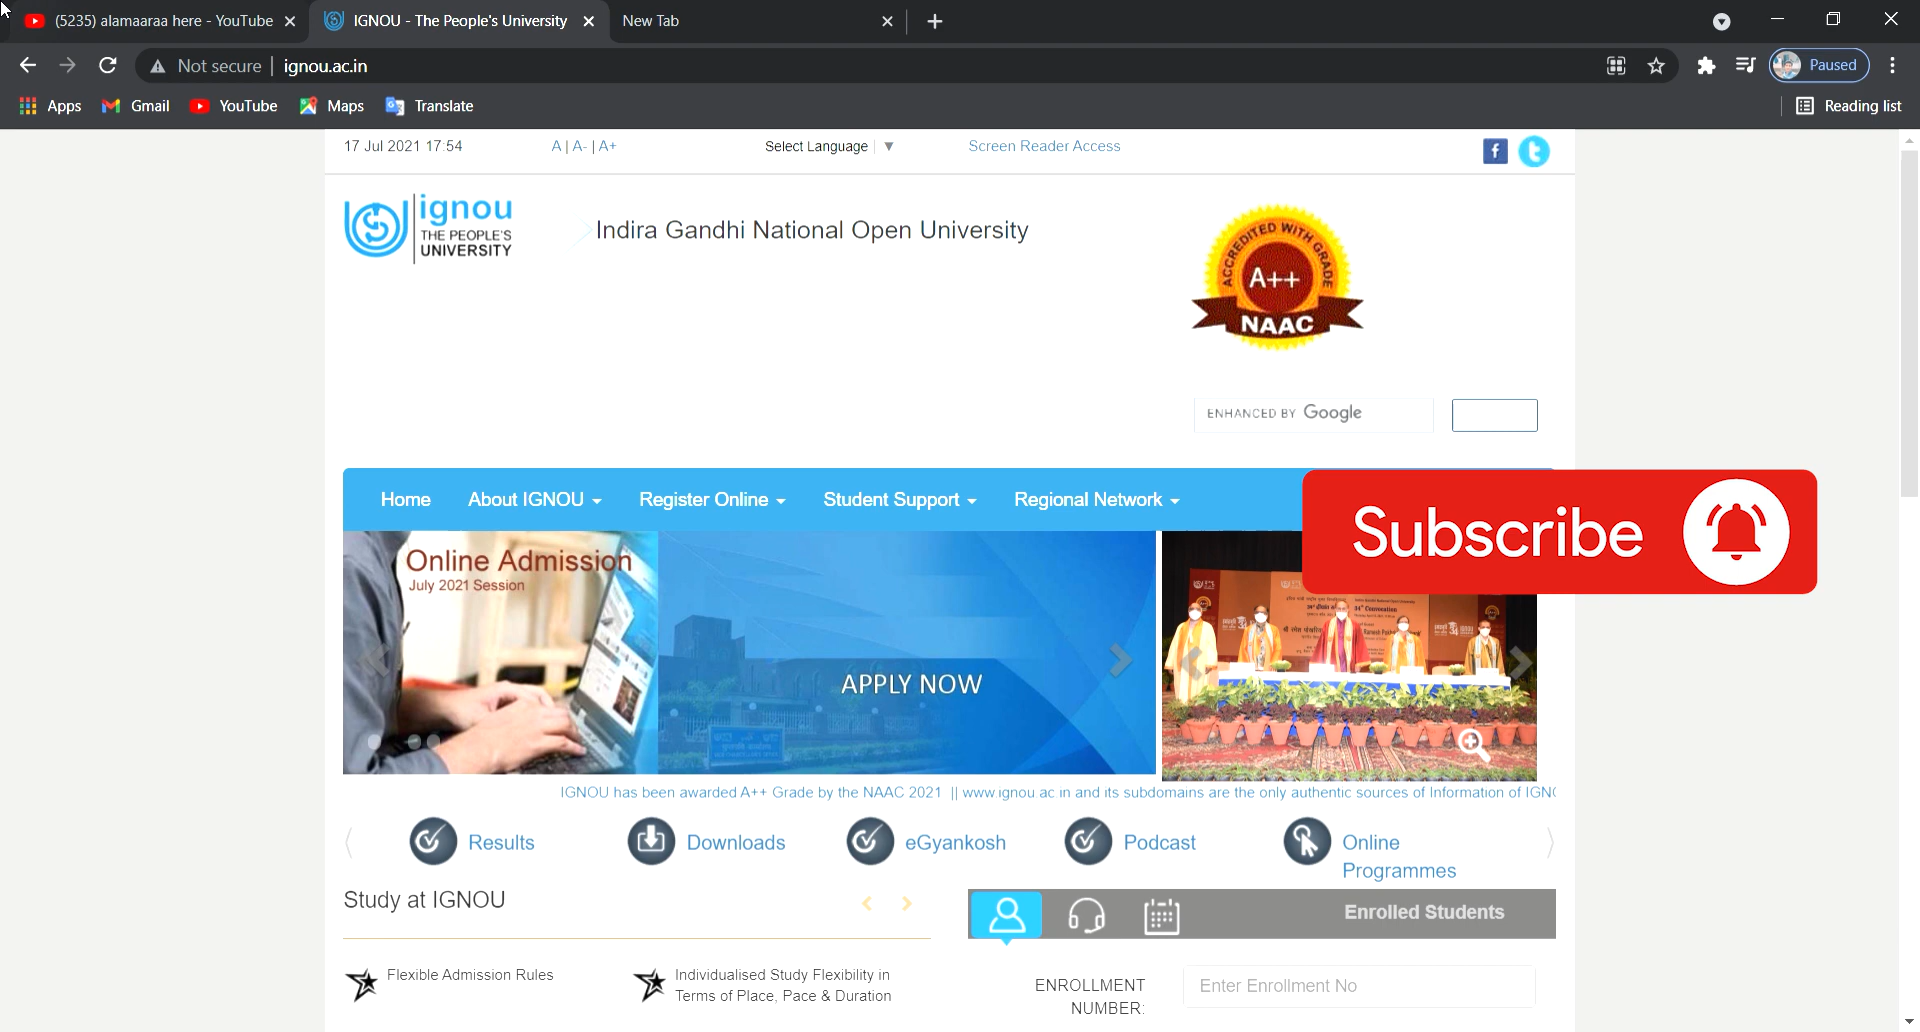 (5235) alamaaraa here - YouTube
IGNOU - The People's University
New Tab
Not secure
ignou.ac.in
Paused
Apps
Gmail
YouTube
Maps
Translate
Reading list
17 Jul 2021 17:54
A | A- | A+
Select Language ▼
Screen Reader Access
ignou
THE PEOPLE'S
UNIVERSITY
Indira Gandhi National Open University
ACCREDITED WITH GRADE
A++
NAAC
ENHANCED BY Google
Home
About IGNOU
Register Online
Student Support
Regional Network
Subscribe
Online Admission
July 2021 Session
APPLY NOW
34th Convocation
IGNOU has been awarded A++ Grade by the NAAC 2021 || www.ignou.ac.in and its subdomains are the only authentic sources of Information of IGNO
Results
Downloads
eGyankosh
Podcast
Online
Programmes
Study at IGNOU
Enrolled Students
Flexible Admission Rules
Individualised Study Flexibility in
Terms of Place, Pace & Duration
ENROLLMENT
NUMBER:
Enter Enrollment No